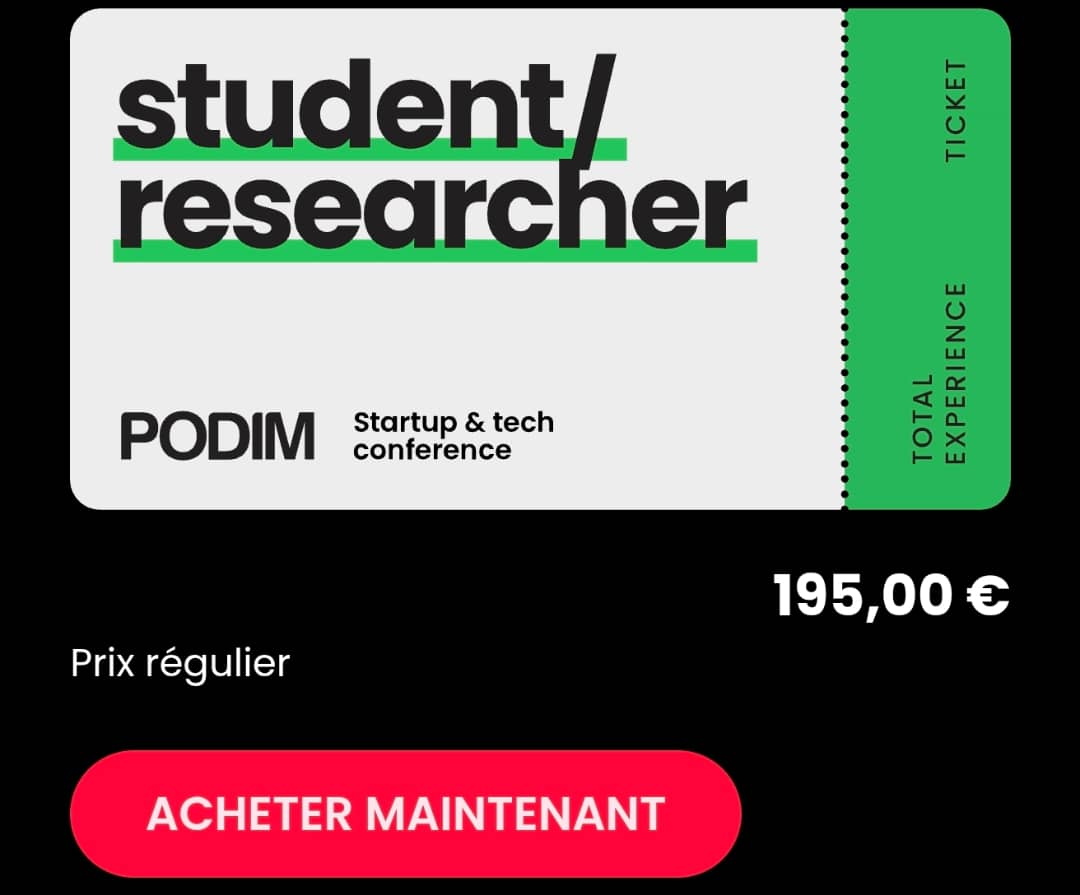 student/
researcher
PODIM
Startup & tech
conference
TICKET
TOTAL
EXPERIENCE
195,00 €
Prix régulier
ACHETER MAINTENANT